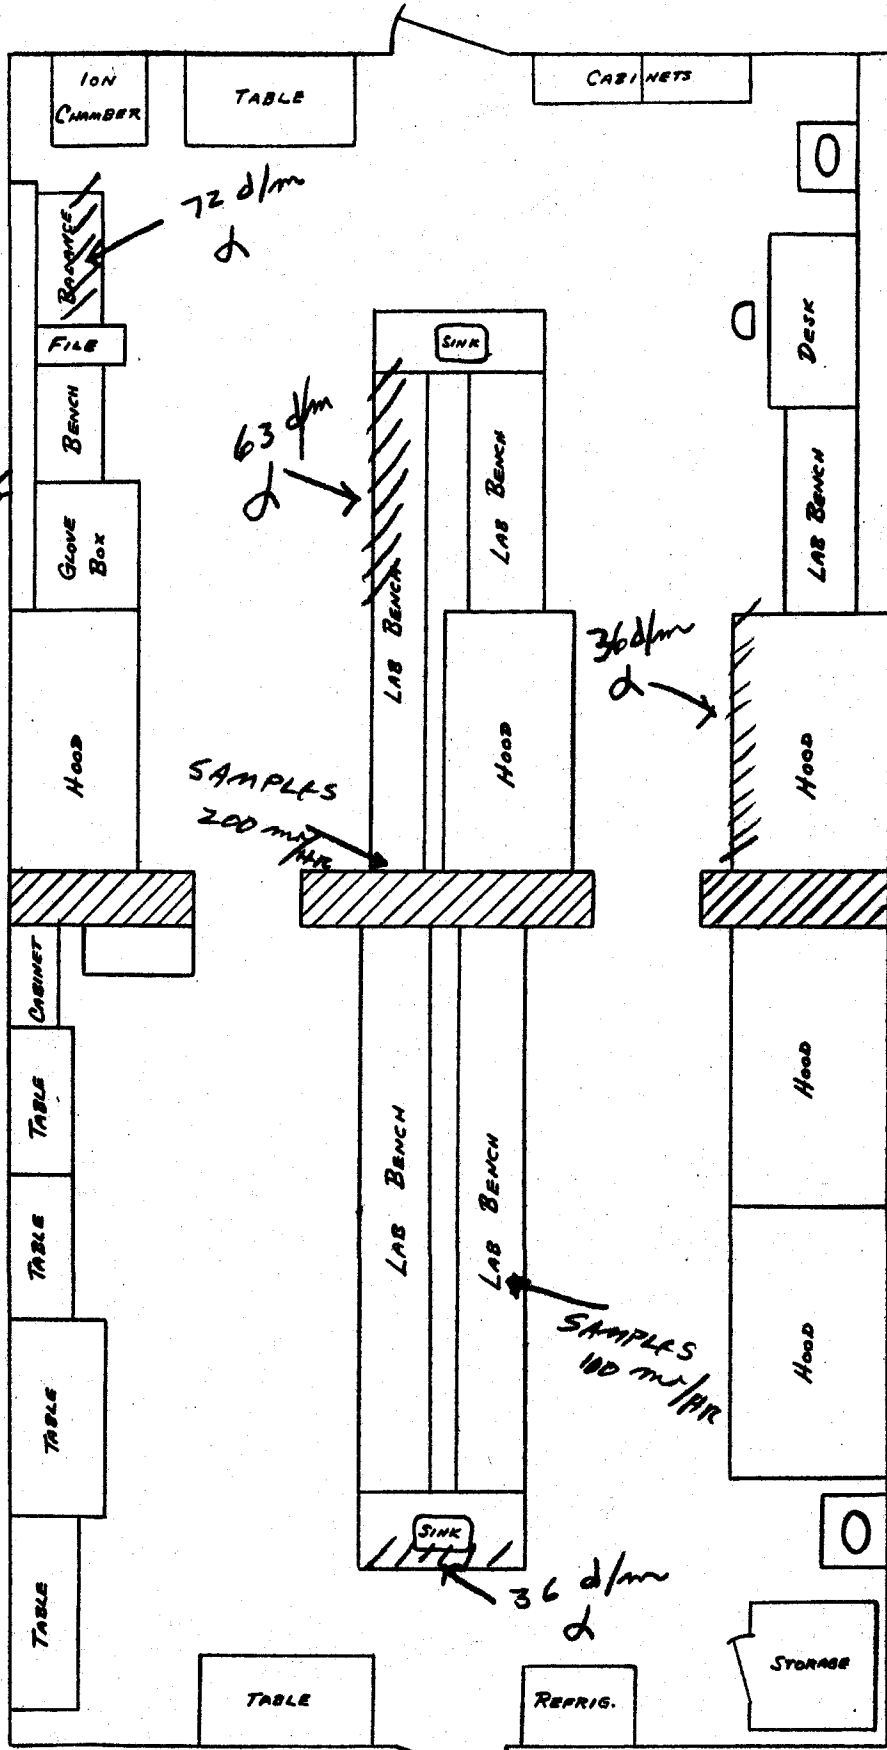 ION
CHAMBER
TABLE
CABINETS
72 d/m
α
BALANCE
FILE
SINK
DESK
BENCH
63 d/m
α
LAB BENCH
LAB BENCH
GLOVE
BOX
LAB BENCH
36 d/m
α
HOOD
HOOD
HOOD
SAMPLES
200 mr/HR
CABINET
TABLE
HOOD
LAB BENCH
LAB BENCH
TABLE
SAMPLES
100 mr/HR
HOOD
TABLE
SINK
36 d/m
α
TABLE
STORAGE
TABLE
REFRIG.